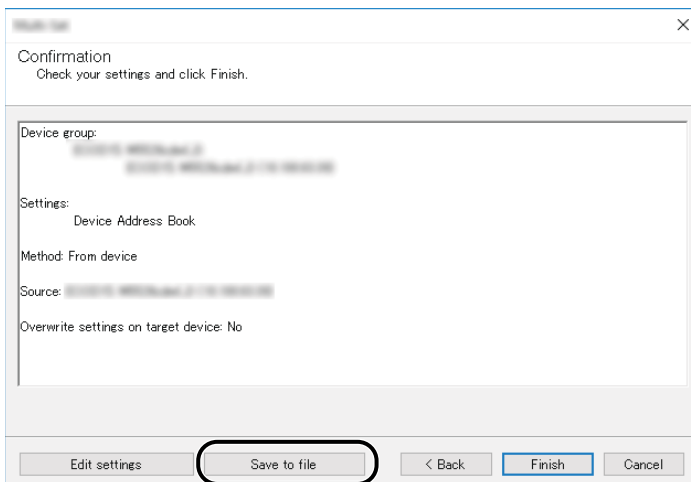 Confirmation
Check your settings and click Finish.
Device group:
Settings:
Device Address Book
Method: From device
Source:
Overwrite settings on target device: No
Edit settings
Save to file
< Back
Finish
Cancel